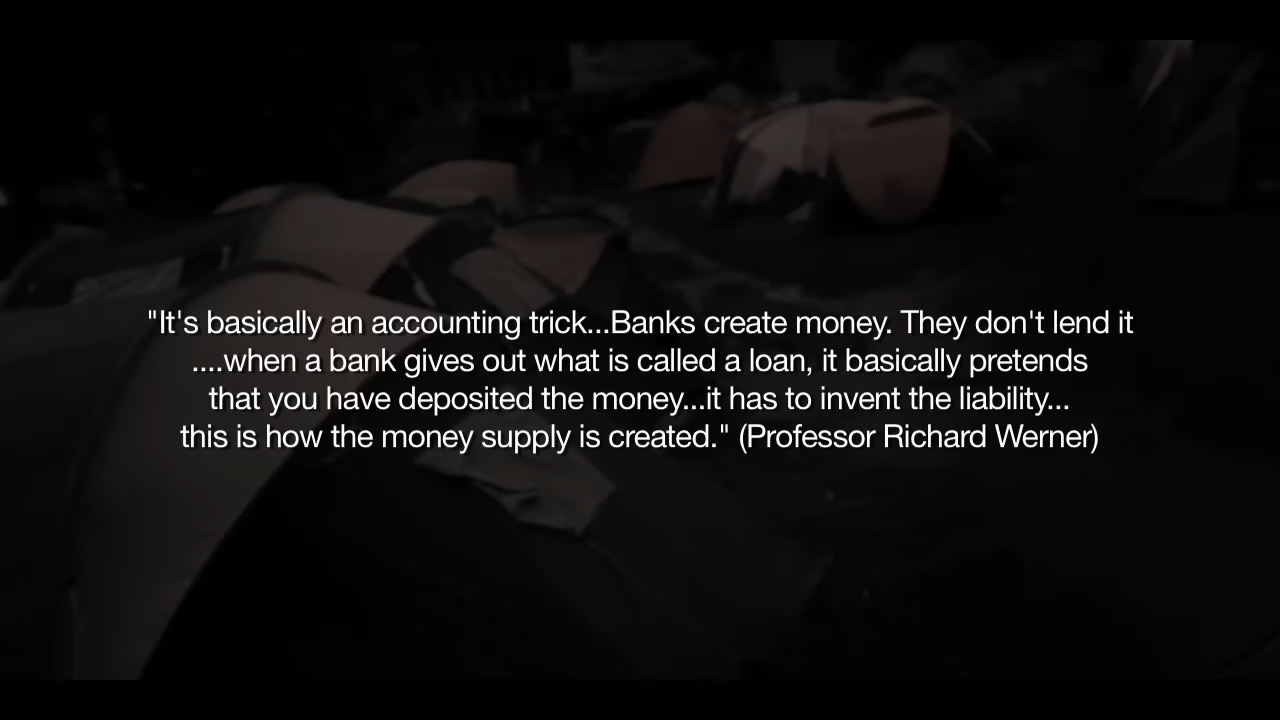 "It's basically an accounting trick...Banks create money. They don't lend it
....when a bank gives out what is called a loan, it basically pretends
that you have deposited the money...it has to invent the liability...
this is how the money supply is created." (Professor Richard Werner)